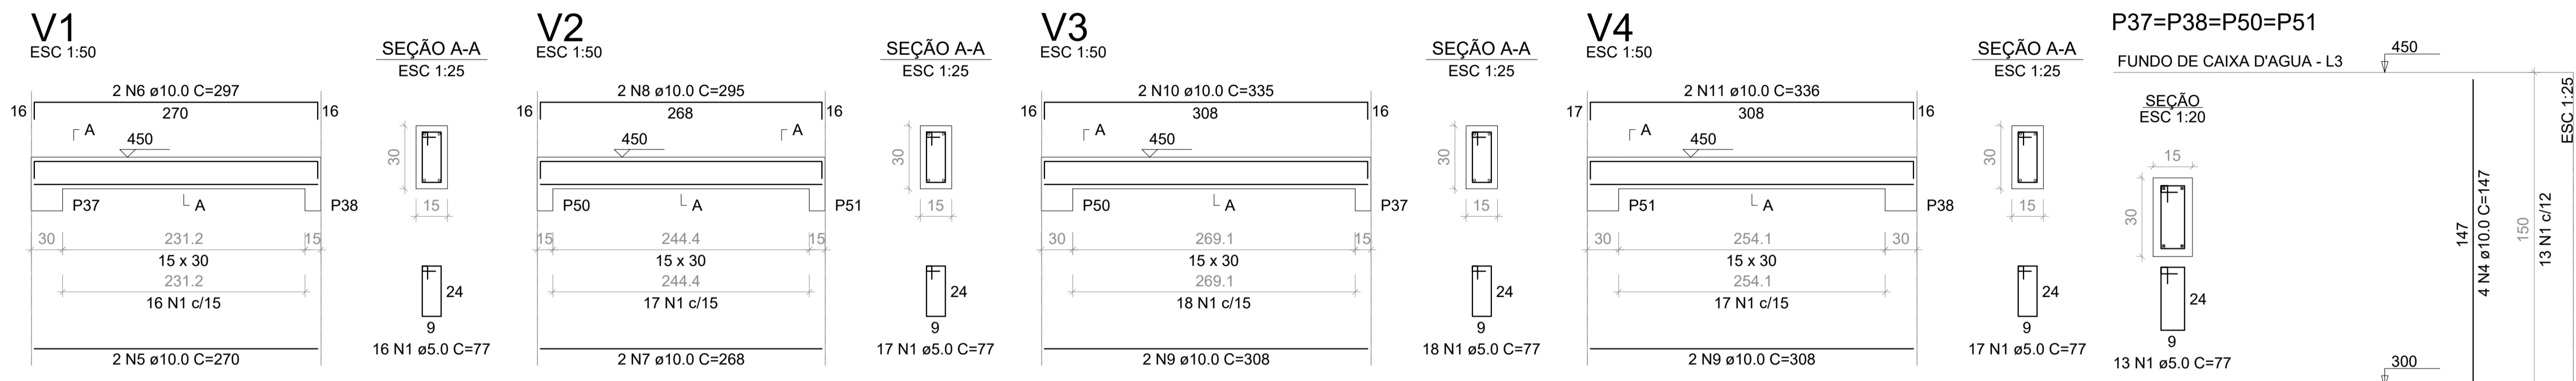 V1
ESC 1:50
SEÇÃO A-A
ESC 1:25
2 N6 ø10.0 C=297
16 270 16
A
450
30
P37 A P38
15
30 231.2 15
15 x 30
231.2
16 N1 c/15
24
9
16 N1 ø5.0 C=77
2 N5 ø10.0 C=270
V2
ESC 1:50
SEÇÃO A-A
ESC 1:25
2 N8 ø10.0 C=295
16 268 16
A
450
30
P50 A P51
15
15 244.4 15
15 x 30
244.4
17 N1 c/15
24
9
17 N1 ø5.0 C=77
2 N7 ø10.0 C=268
V3
ESC 1:50
SEÇÃO A-A
ESC 1:25
2 N10 ø10.0 C=335
16 308 16
A
450
30
P50 A P37
15
30 269.1 15
15 x 30
269.1
18 N1 c/15
24
9
18 N1 ø5.0 C=77
2 N9 ø10.0 C=308
V4
ESC 1:50
SEÇÃO A-A
ESC 1:25
2 N11 ø10.0 C=336
17 308 16
A
450
30
P51 A P38
15
30 254.1 30
15 x 30
254.1
17 N1 c/15
24
9
17 N1 ø5.0 C=77
2 N9 ø10.0 C=308
P37=P38=P50=P51
450
FUNDO DE CAIXA D'AGUA - L3
SEÇÃO
ESC 1:20
15
30
24
9
13 N1 ø5.0 C=77
147
4 N4 ø10.0 C=147
150
13 N1 c/12
ESC 1:25
300